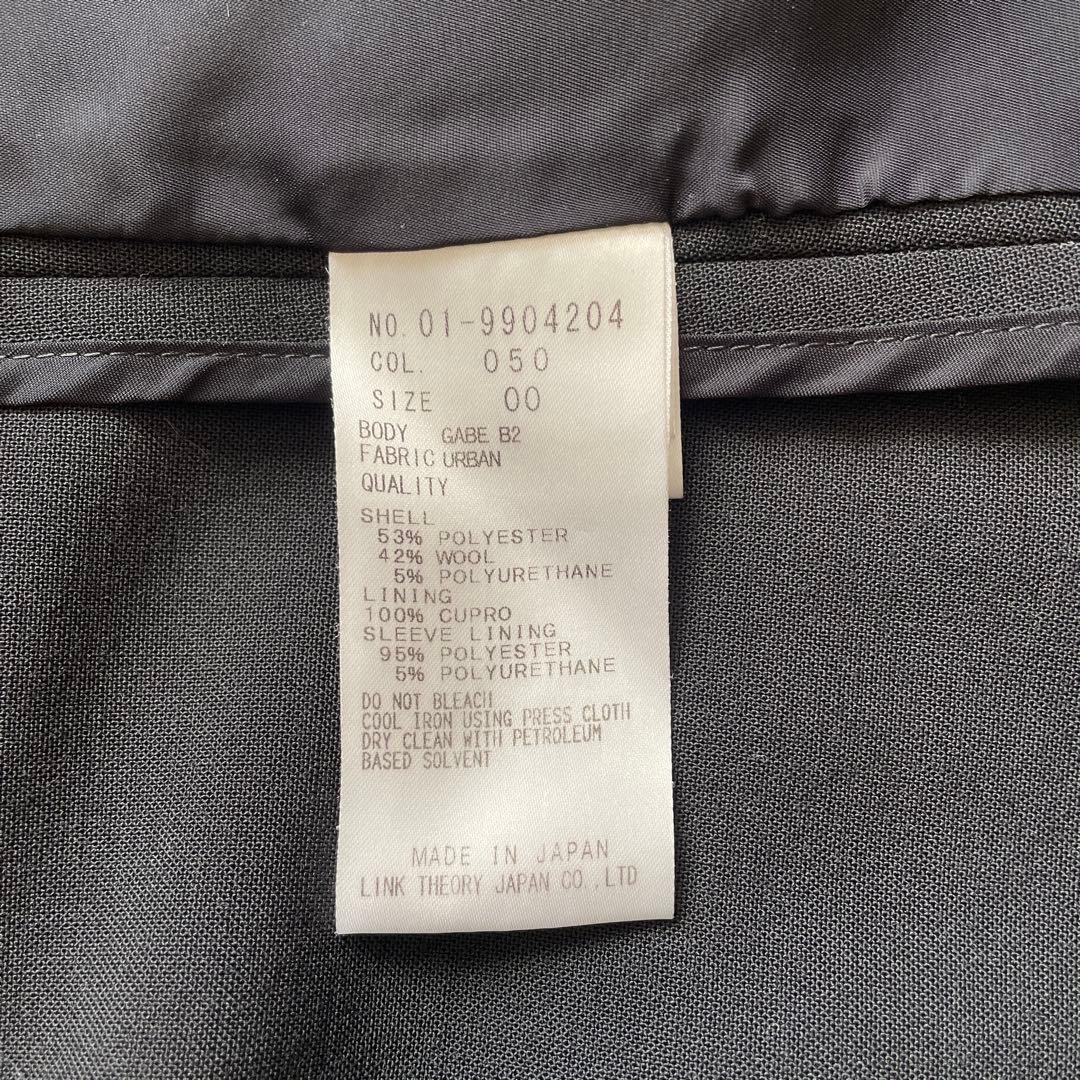 NO. 01-9904204
COL. 050
SIZE 00
BODY GABE B2
FABRIC URBAN
QUALITY
SHELL
53% POLYESTER
42% WOOL
5% POLYURETHANE
LINING
100% CUPRO
SLEEVE LINING
95% POLYESTER
5% POLYURETHANE
DO NOT BLEACH
COOL IRON USING PRESS CLOTH
DRY CLEAN WITH PETROLEUM
BASED SOLVENT
MADE IN JAPAN
LINK THEORY JAPAN CO.,LTD